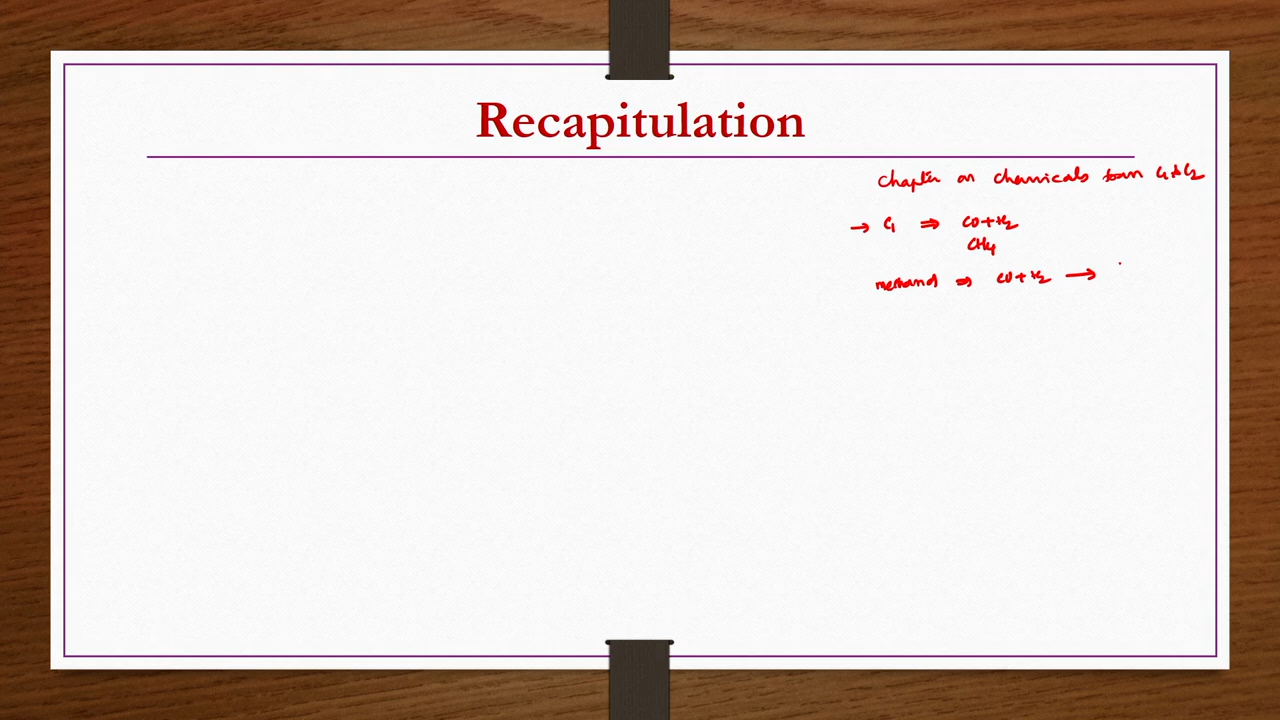 Recapitulation
Chapter on chemicals from C1 & C2
→ C1 ⇒ CO+H2
CH4
methanol ⇒ CO+H2 →